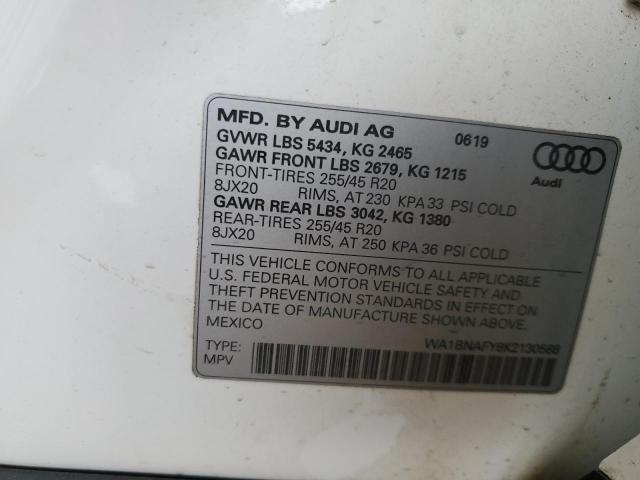 MFD. BY AUDI AG 0619
GVWR LBS 5434, KG 2465
GAWR FRONT LBS 2679, KG 1215
FRONT-TIRES 255/45 R20
8JX20 RIMS, AT 230 KPA 33 PSI COLD
GAWR REAR LBS 3042, KG 1380
REAR-TIRES 255/45 R20
8JX20 RIMS, AT 250 KPA 36 PSI COLD
Audi
THIS VEHICLE CONFORMS TO ALL APPLICABLE
U.S. FEDERAL MOTOR VEHICLE SAFETY AND
THEFT PREVENTION STANDARDS IN EFFECT ON
THE DATE OF MANUFACTURE SHOWN ABOVE.
MEXICO
TYPE:
MPV
WA1BNAFY8K2130588